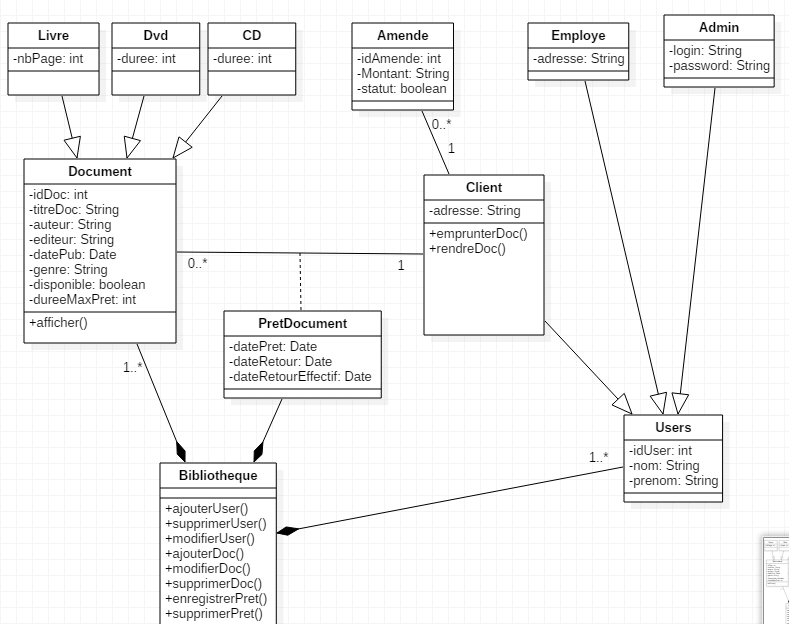 Livre
-nbPage: int
Dvd
-duree: int
CD
-duree: int
Amende
-idAmende: int
-Montant: String
-statut: boolean
Employe
-adresse: String
Admin
-login: String
-password: String
0..*
1
Document
-idDoc: int
-titreDoc: String
-auteur: String
-editeur: String
-datePub: Date
-genre: String
-disponible: boolean
-dureeMaxPret: int
+afficher()
Client
-adresse: String
+emprunterDoc()
+rendreDoc()
0..*
1
PretDocument
-datePret: Date
-dateRetour: Date
-dateRetourEffectif: Date
1..*
Users
-idUser: int
-nom: String
-prenom: String
1..*
Bibliotheque
+ajouterUser()
+supprimerUser()
+modifierUser()
+ajouterDoc()
+modifierDoc()
+supprimerDoc()
+enregistrerPret()
+supprimerPret()